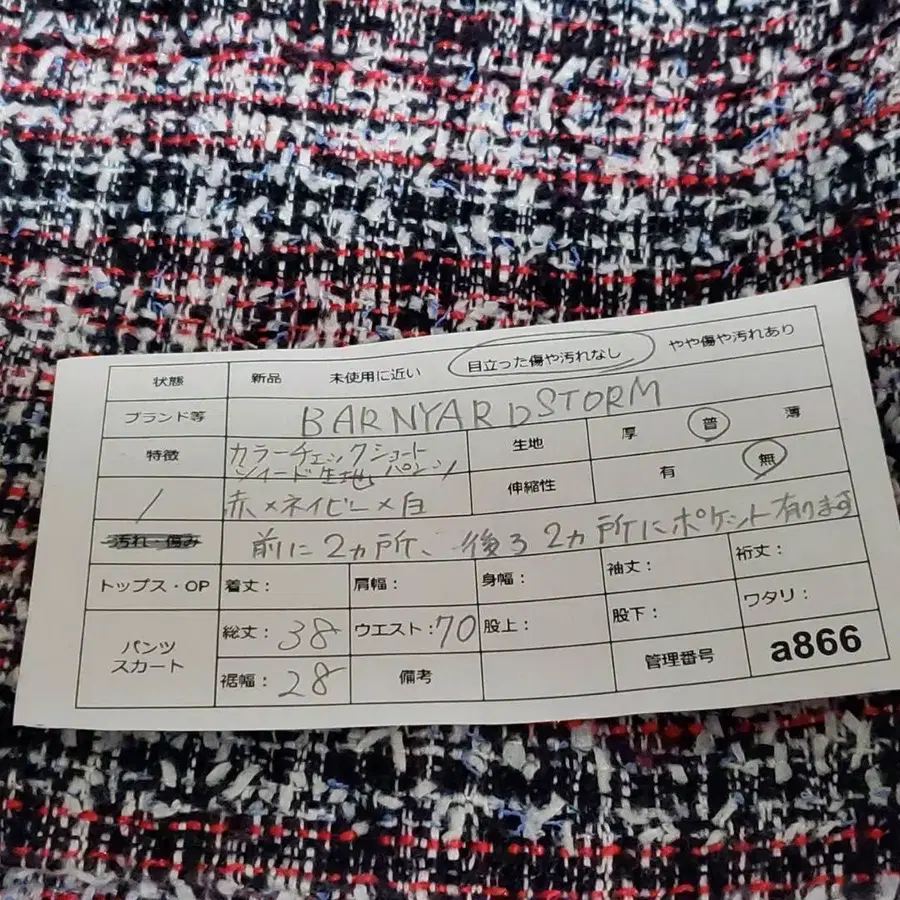 状態 新品 未使用に近い 目立った傷や汚れなし やや傷や汚れあり
ブランド等 BARNYARDSTORM
特徴 カラーチェックショート
ツイード生地 パンツ
生地 厚 普 薄
/ 赤×ネイビー×白
伸縮性 有 無
汚れ・傷み 前に2ヵ所、後ろ2ヵ所にポケット有ります
トップス・OP 着丈: 肩幅: 身幅: 袖丈: 裄丈:
パンツ
スカート
総丈:38 ウエスト:70 股上: 股下: ワタリ:
裾幅:28 備考 管理番号 a866